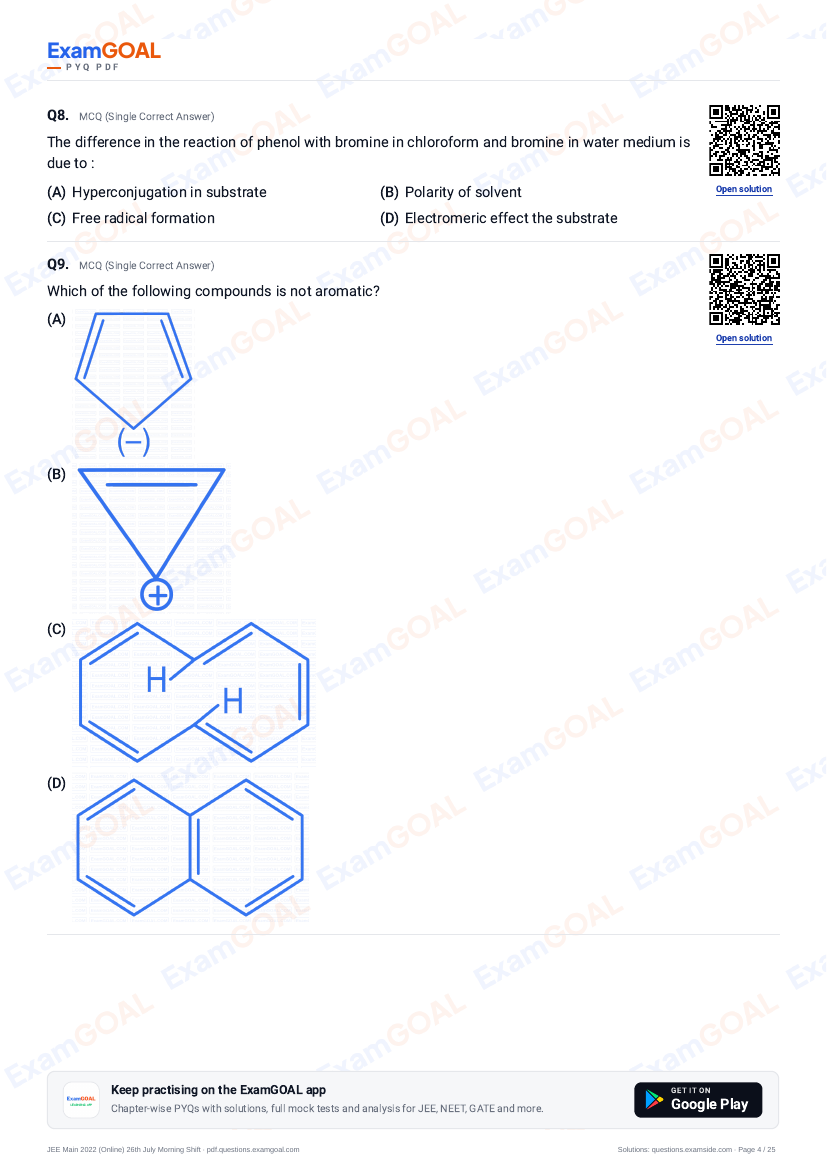 ExamGOAL
PYQ PDF
Q8. MCQ (Single Correct Answer)
The difference in the reaction of phenol with bromine in chloroform and bromine in water medium is
due to :
(A) Hyperconjugation in substrate
(B) Polarity of solvent
(C) Free radical formation
(D) Electromeric effect the substrate
Open solution
Q9. MCQ (Single Correct Answer)
Which of the following compounds is not aromatic?
Open solution
(A)
(−)
(B)
+
(C)
H
H
(D)
ExamGOAL
Keep practising on the ExamGOAL app
Chapter-wise PYQs with solutions, full mock tests and analysis for JEE, NEET, GATE and more.
GET IT ON
Google Play
JEE Main 2022 (Online) 26th July Morning Shift · pdf.questions.examgoal.com
Solutions: questions.examside.com · Page 4 / 25